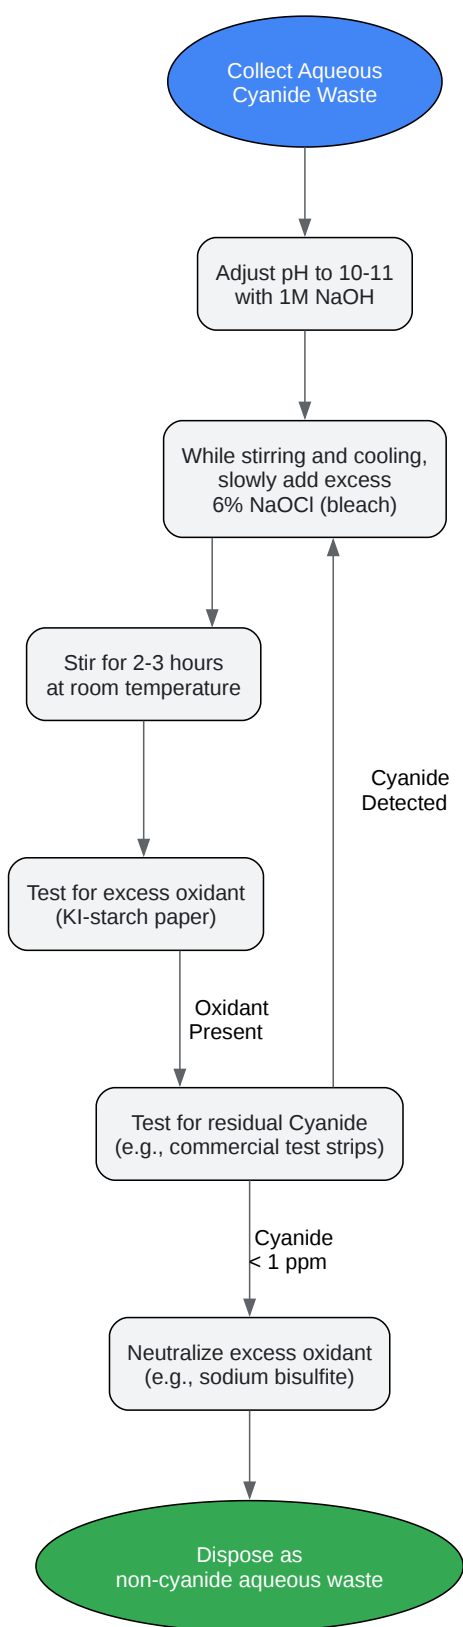 Collect Aqueous
Cyanide Waste
Adjust pH to 10-11
with 1M NaOH
While stirring and cooling,
slowly add excess
6% NaOCl (bleach)
Stir for 2-3 hours
at room temperature
Cyanide
Detected
Test for excess oxidant
(KI-starch paper)
Oxidant
Present
Test for residual Cyanide
(e.g., commercial test strips)
Cyanide
< 1 ppm
Neutralize excess oxidant
(e.g., sodium bisulfite)
Dispose as
non-cyanide aqueous waste